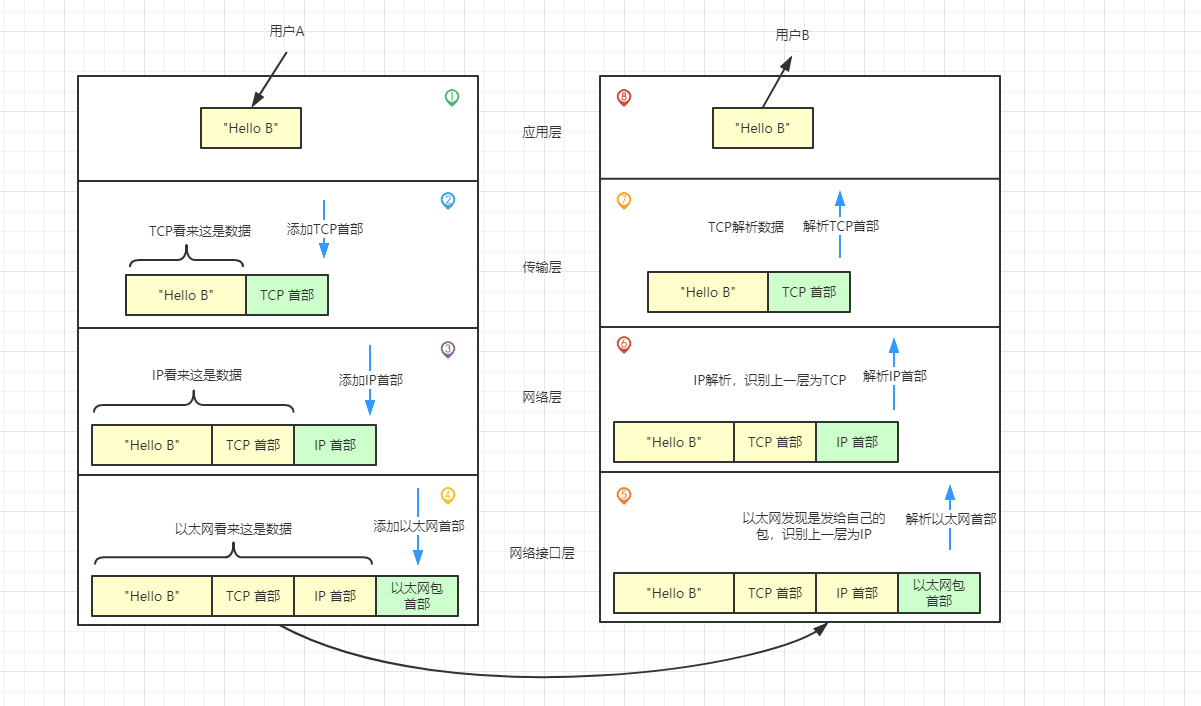 用户A
1
"Hello B"
2
TCP看来这是数据
添加TCP首部
"Hello B"
TCP 首部
3
IP看来这是数据
添加IP首部
"Hello B"
TCP 首部
IP 首部
4
以太网看来这是数据
添加以太网首部
"Hello B"
TCP 首部
IP 首部
以太网包
首部
应用层
传输层
网络层
网络接口层
用户B
8
"Hello B"
7
TCP解析数据
解析TCP首部
"Hello B"
TCP 首部
6
IP解析，识别上一层为TCP
解析IP首部
"Hello B"
TCP 首部
IP 首部
5
以太网发现是发给自己的
包，识别上一层为IP
解析以太网首部
"Hello B"
TCP 首部
IP 首部
以太网包
首部